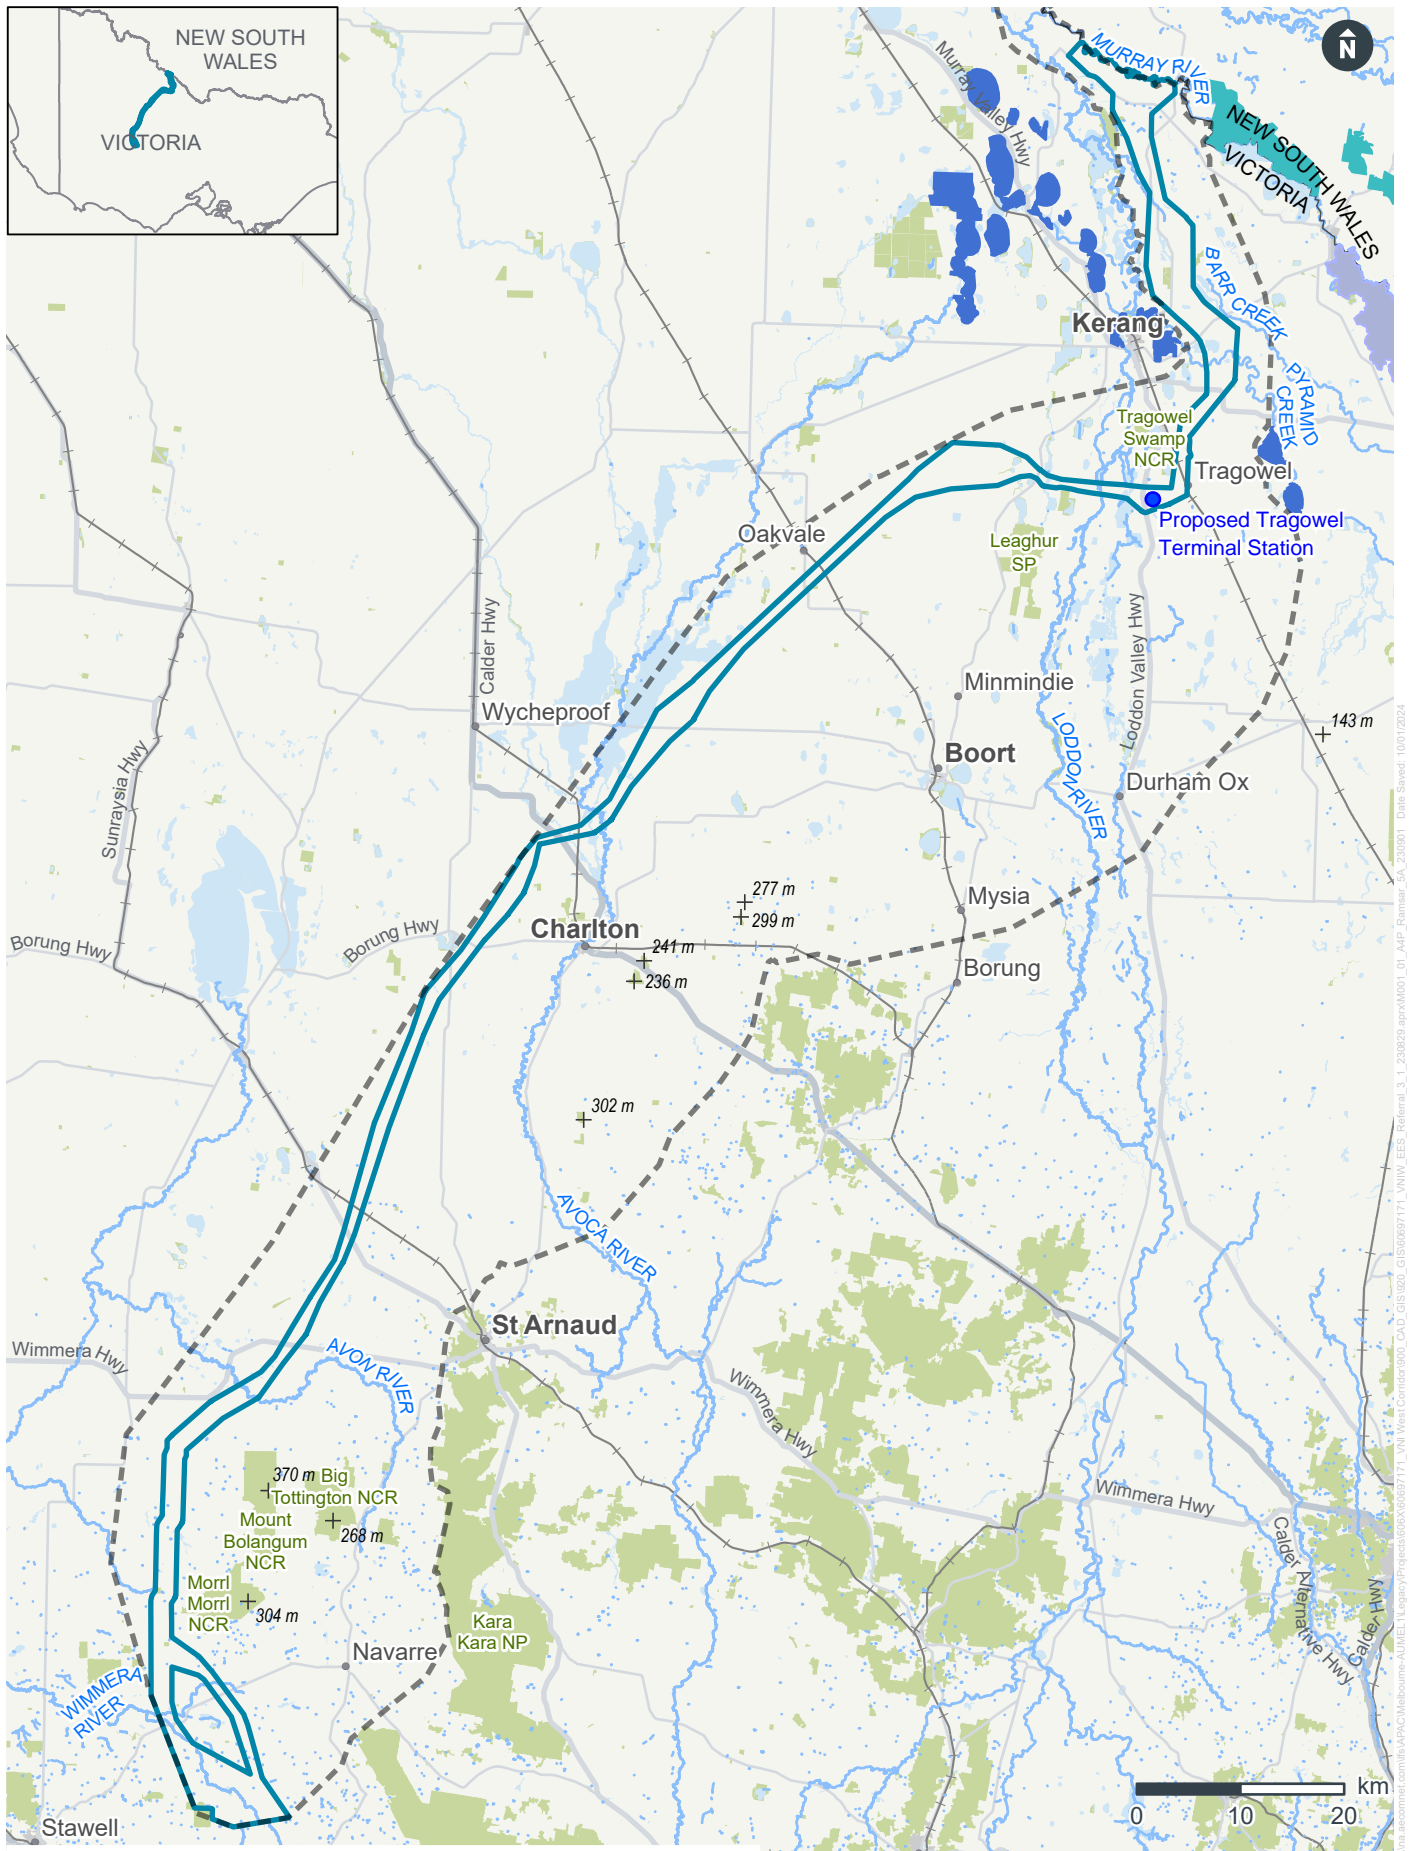 NEW SOUTH
WALES
VICTORIA
N
MURRAY RIVER
Murray Valley Hwy
NEW SOUTH WALES
VICTORIA
BARR CREEK
Kerang
PYRAMID
CREEK
Tragowel
Swamp
NCR
Tragowel
Proposed Tragowel
Terminal Station
Oakvale
Leaghur
SP
Calder Hwy
Loddon Valley Hwy
Minmindie
Wycheproof
LODDON RIVER
143 m
Boort
Durham Ox
Sunraysia Hwy
277 m
299 m
Mysia
Borung Hwy
Borung Hwy
Charlton
241 m
236 m
Borung
302 m
AVOCA RIVER
St Arnaud
Wimmera Hwy
AVON RIVER
Wimmera Hwy
370 m
Big
Tottington NCR
Mount
Bolangum
NCR
268 m
Wimmera Hwy
Calder Alternative Hwy
Calder Hwy
Morrl
Morrl
NCR
304 m
Kara
Kara NP
Navarre
WIMMERA
RIVER
Stawell
km
0 10 20